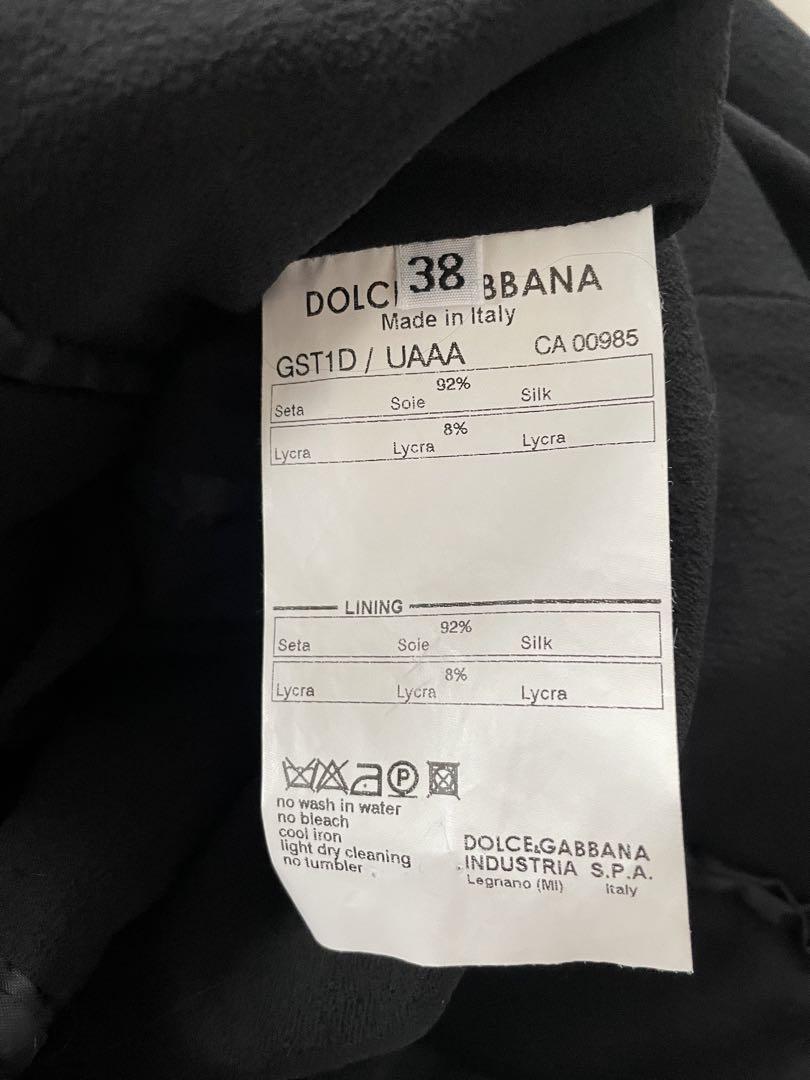 38
DOLC BBANA
Made in Italy
GST1D / UAAA CA 00985
92%
Seta Soie Silk
8%
Lycra Lycra Lycra
LINING
92%
Seta Soie Silk
8%
Lycra Lycra Lycra
P
no wash in water
no bleach
cool iron
light dry cleaning
no tumbler
DOLCE&GABBANA
INDUSTRIA S.P.A.
Legnano (MI) Italy